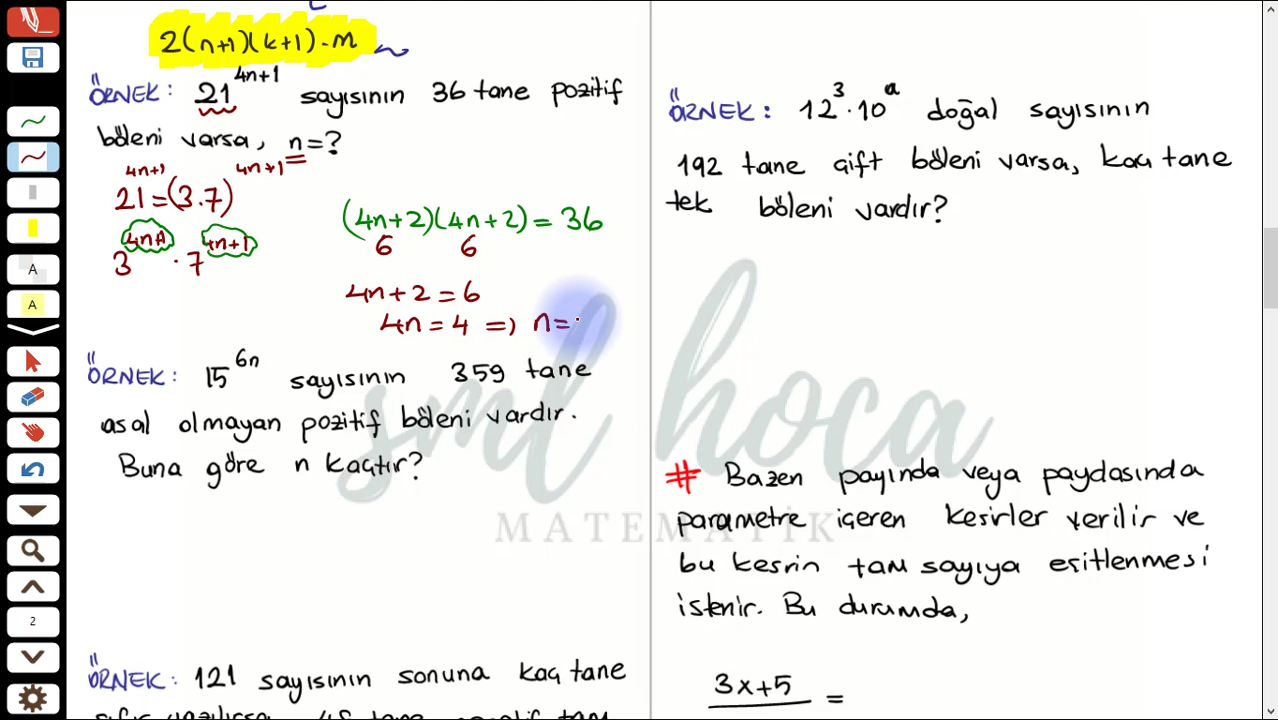 2(n+1)(k+1)·m
ÖRNEK: 21^{4n+1} sayısının 36 tane pozitif
böleni varsa, n=?
21^{4n+1}=(3.7)^{4n+1}
3^{4n+1} · 7^{4n+1}
(4n+2)(4n+2)=36
6 6
4n+2=6
4n=4 => n=
ÖRNEK: 15^{6n} sayısının 359 tane
asal olmayan pozitif böleni vardır.
Buna göre n kaçtır?
ÖRNEK: 121 sayısının sonuna kaç tane
ÖRNEK: 12^3·10^a doğal sayısının
192 tane çift böleni varsa, kaç tane
tek böleni vardır?
# Bazen payında veya paydasında
parametre içeren kesirler verilir ve
bu kesrin tam sayıya eşitlenmesi
istenir. Bu durumda,
3x+5 =
sml hoca
MATEMATİK
A
A
2